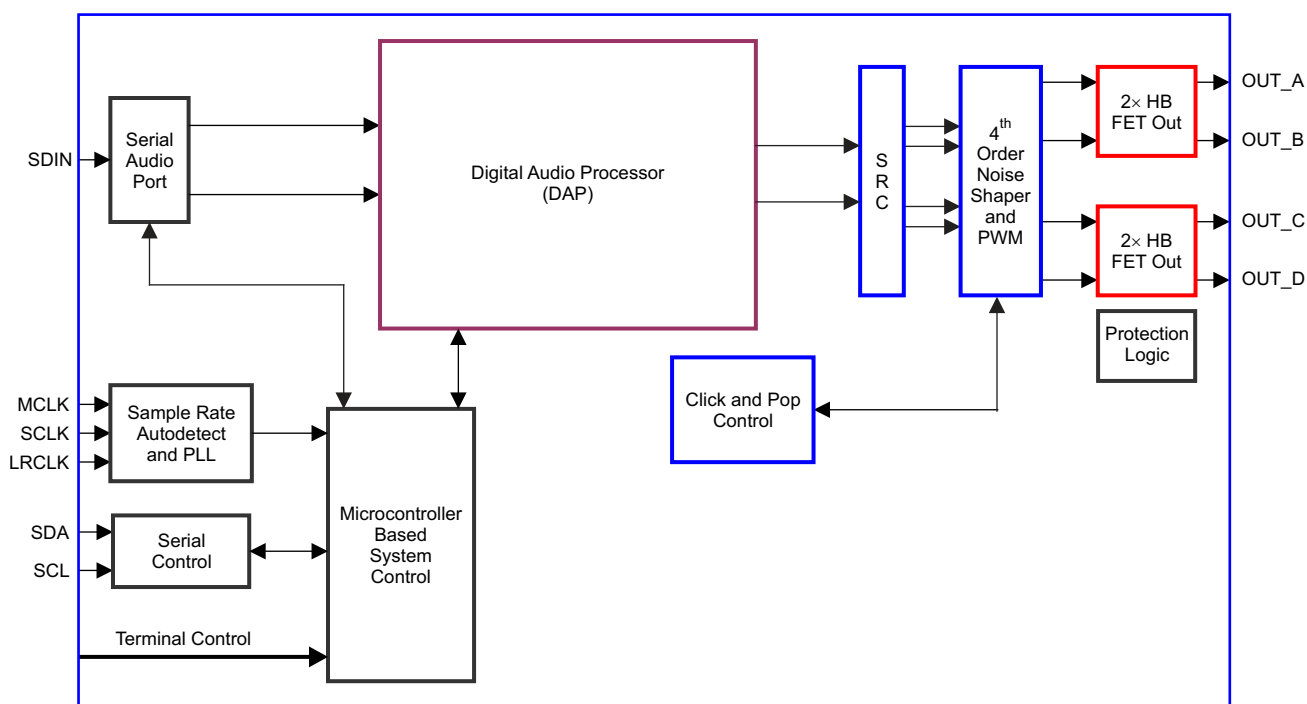 SDIN
Serial
Audio
Port
Digital Audio Processor
(DAP)
S
R
C
4th
Order
Noise
Shaper
and
PWM
2× HB
FET Out
OUT_A
OUT_B
2× HB
FET Out
OUT_C
OUT_D
Protection
Logic
Click and Pop
Control
MCLK
SCLK
LRCLK
Sample Rate
Autodetect
and PLL
SDA
SCL
Serial
Control
Microcontroller
Based
System
Control
Terminal Control